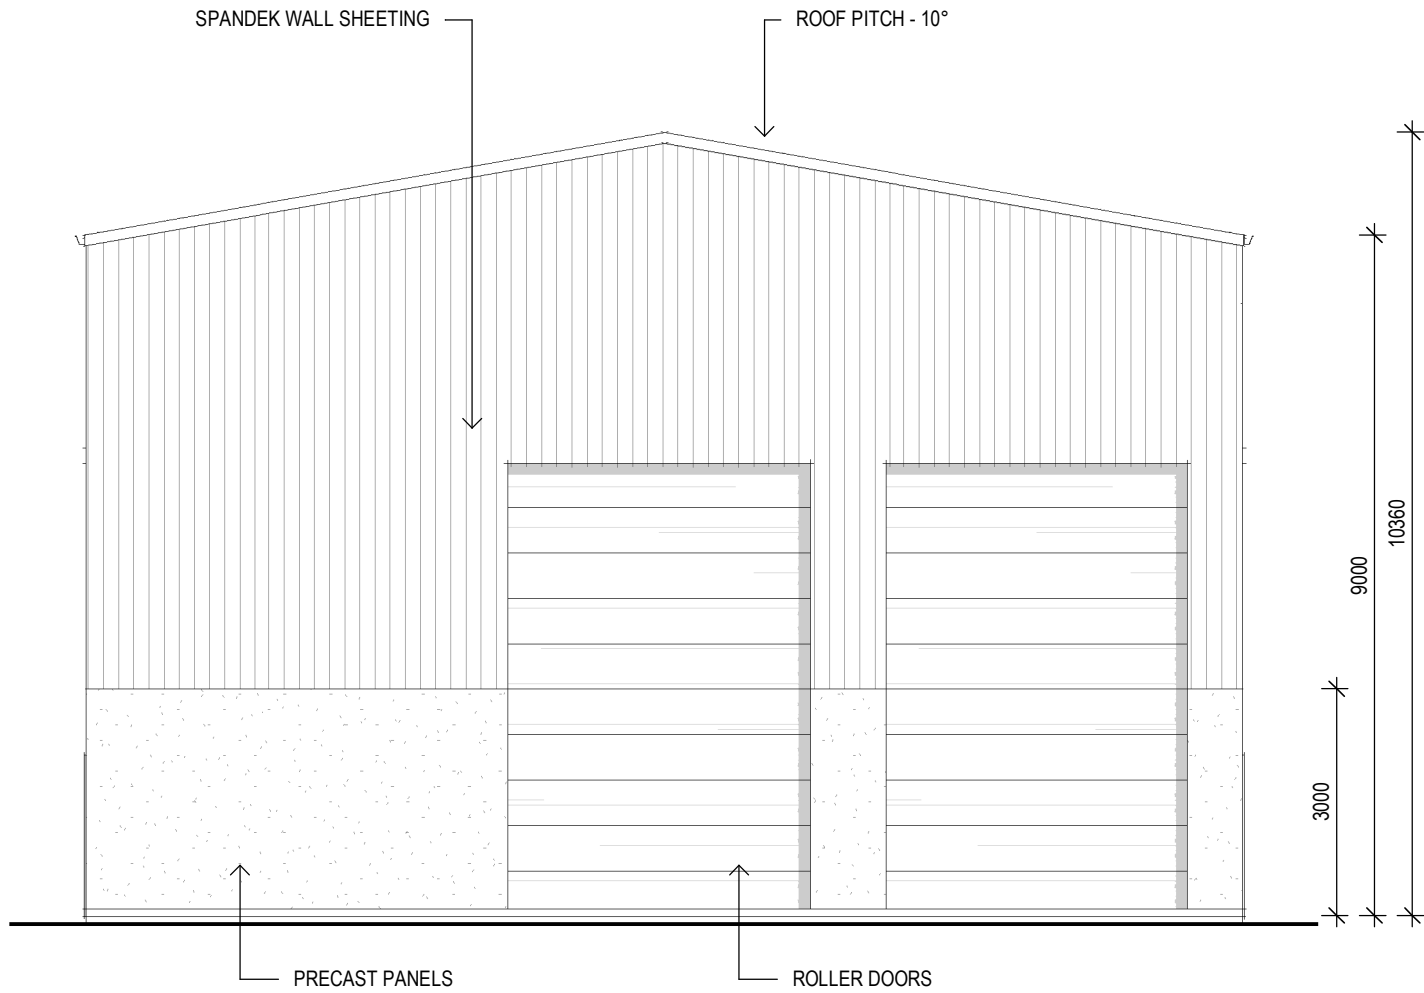 SPANDEK WALL SHEETING
ROOF PITCH - 10°
10360
9000
3000
PRECAST PANELS
ROLLER DOORS